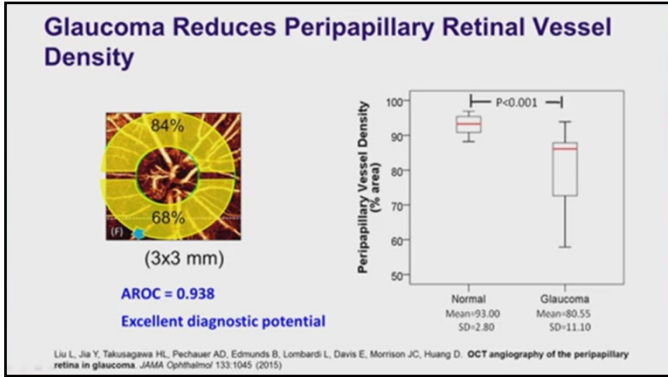 Glaucoma Reduces Peripapillary Retinal Vessel
Density
84%
68%
(F)
(3x3 mm)
AROC = 0.938
Excellent diagnostic potential
Peripapillary Vessel Density
(% area)
100
90
80
70
60
50
P<0.001
Normal
Mean=93.00
SD=2.80
Glaucoma
Mean=80.55
SD=11.10
Liu L, Jia Y, Takusagawa HL, Pechauer AD, Edmunds B, Lombardi L, Davis E, Morrison JC, Huang D. OCT angiography of the peripapillary
retina in glaucoma. JAMA Ophthalmol 133:1045 (2015)